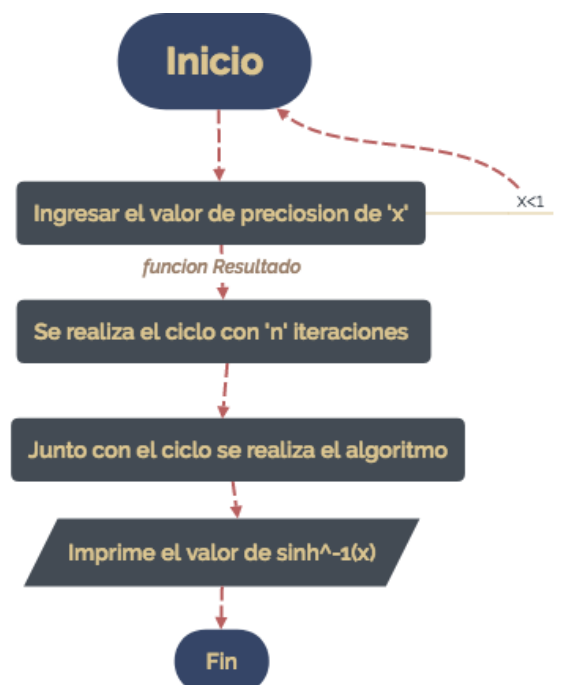 Inicio
X<1
Ingresar el valor de preciosion de 'x'
funcion Resultado
Se realiza el ciclo con 'n' iteraciones
Junto con el ciclo se realiza el algoritmo
Imprime el valor de sinh^-1(x)
Fin